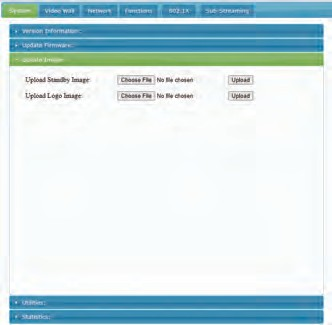 System Video Wall Network Functions 802.1X Sub-Streaming
Version Information:
Update Firmware:
Update Image:
Upload Standby Image: Choose File No file chosen Upload
Upload Logo Image: Choose File No file chosen Upload
Utilities:
Statistics: